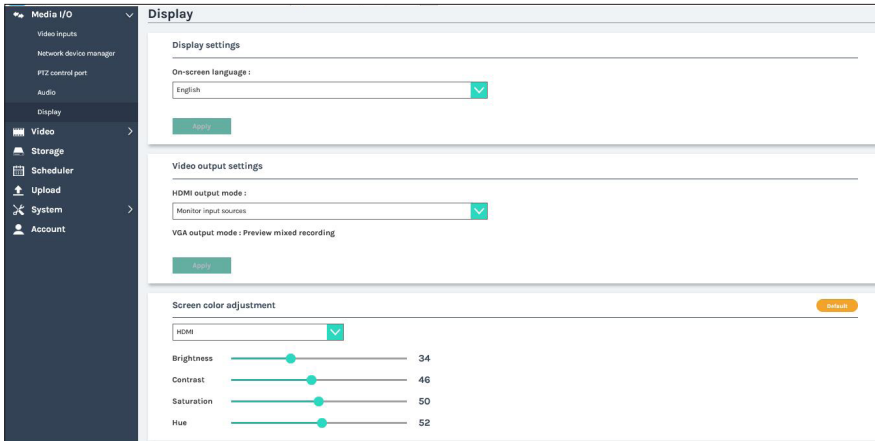 Media I/O
Video inputs
Network device manager
PTZ control port
Audio
Display
Video
Storage
Scheduler
Upload
System
Account
Display
Display settings
On-screen language :
English
Apply
Video output settings
HDMI output mode :
Monitor input sources
VGA output mode : Preview mixed recording
Apply
Screen color adjustment
Default
HDMI
Brightness 34
Contrast 46
Saturation 50
Hue 52